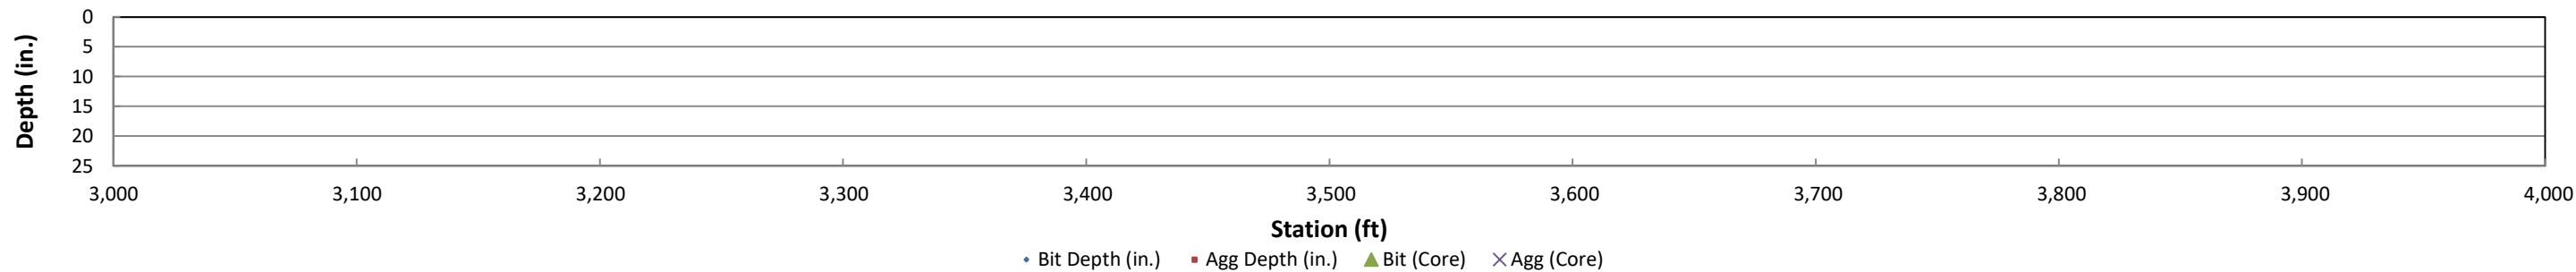 Depth (in.)
0
5
10
15
20
25
3,000 3,100 3,200 3,300 3,400 3,500 3,600 3,700 3,800 3,900 4,000
Station (ft)
Bit Depth (in.) Agg Depth (in.) Bit (Core) Agg (Core)